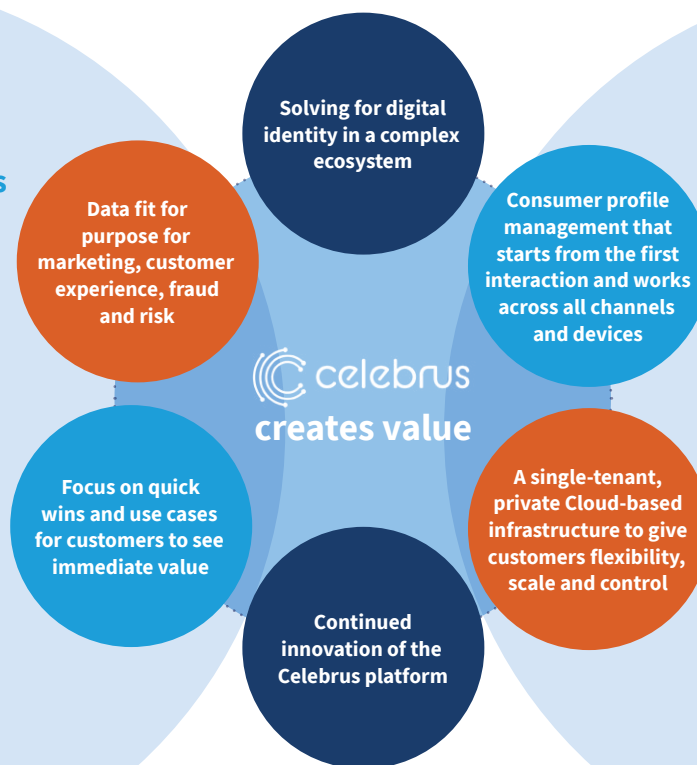 Solving for digital
identity in a complex
ecosystem
s
Data fit for
purpose for
marketing, customer
experience, fraud
and risk
Consumer profile
management that
starts from the first
interaction and works
across all channels
and devices
celebrus
creates value
Focus on quick
wins and use cases
for customers to see
immediate value
A single-tenant,
private Cloud-based
infrastructure to give
customers flexibility,
scale and control
Continued
innovation of the
Celebrus platform